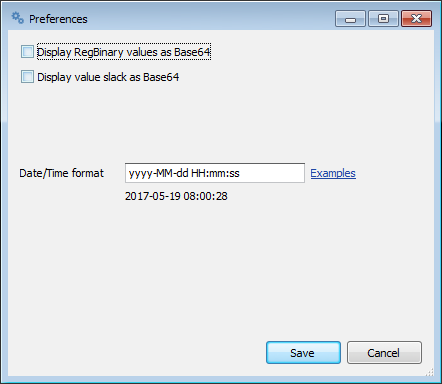 Preferences
Display RegBinary values as Base64
Display value slack as Base64
Date/Time format yyyy-MM-dd HH:mm:ss Examples
2017-05-19 08:00:28
Save Cancel